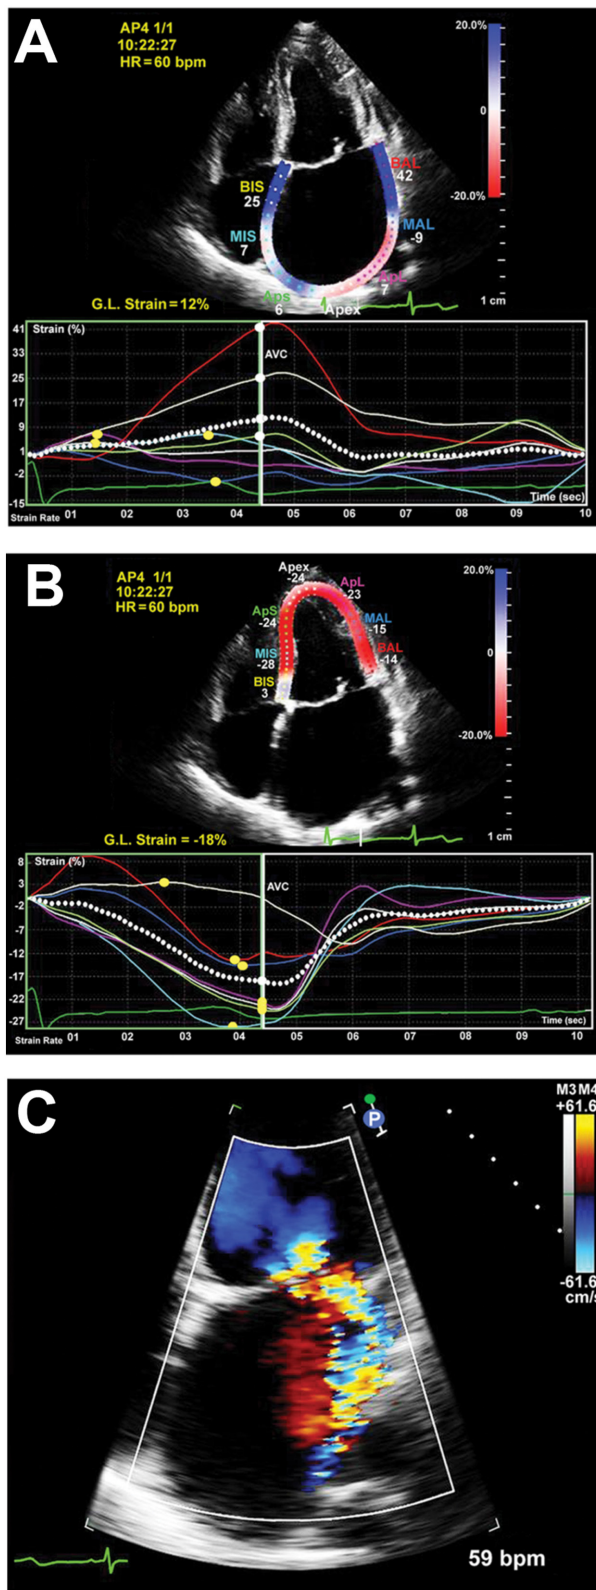 A
AP4 1/1
10:22:27
HR = 60 bpm
20.0%
0
-20.0%
1 cm
BIS
25
MIS
7
ApS
6
Apex
-1
ApL
7
MAL
-9
BAL
42
G.L. Strain = 12%
Strain (%)
AVC
41
33
25
17
9
1
-2
-15
Time (sec)
Strain Rate
01
02
03
04
05
06
07
08
09
10
B
AP4 1/1
10:22:27
HR = 60 bpm
20.0%
0
-20.0%
1 cm
Apex
-24
ApS
-24
ApL
-23
MIS
-28
MAL
-15
BIS
3
BAL
-14
G.L. Strain = -18%
Strain (%)
AVC
8
3
-2
-12
-17
-22
-27
Time (sec)
Strain Rate
01
02
03
04
05
06
07
08
09
10
C
P
M3 M4
+61.6
-61.6
cm/s
59 bpm